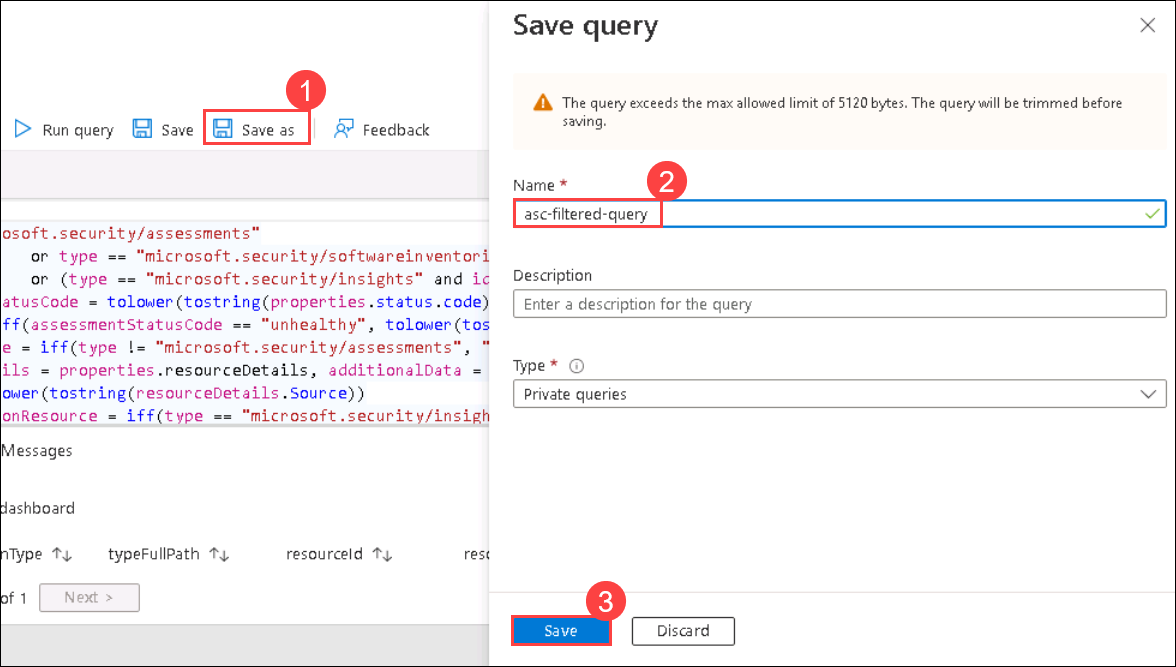 Save query
The query exceeds the max allowed limit of 5120 bytes. The query will be trimmed before
saving.
1
Run query Save Save as Feedback
Name *
2
asc-filtered-query
Description
Enter a description for the query
Type *
Private queries
osoft.security/assessments"
or type == "microsoft.security/softwareinventori
or (type == "microsoft.security/insights" and id
atusCode = tolower(tostring(properties.status.code)
ff(assessmentStatusCode == "unhealthy", tolower(tos
e = iff(type != "microsoft.security/assessments", "
ils = properties.resourceDetails, additionalData =
ower(tostring(resourceDetails.Source))
onResource = iff(type == "microsoft.security/insigh
Messages
dashboard
nType ↑↓ typeFullPath ↑↓ resourceId ↑↓ reso
of 1 Next >
3
Save Discard